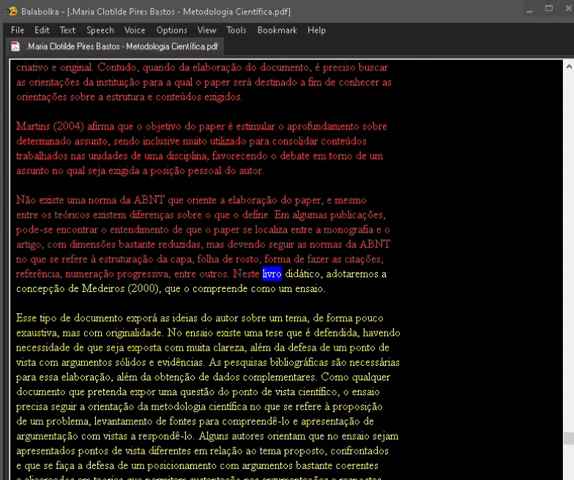 Balabolka - [.Maria Clotilde Pires Bastos - Metodologia Científica.pdf]
File Edit Text Speech Voice Options View Tools Bookmark Help
.Maria Clotilde Pires Bastos - Metodologia Científica.pdf
criativo e original. Contudo, quando da elaboração do documento, é preciso buscar
as orientações da instituição para a qual o paper será destinado a fim de conhecer as
orientações sobre a estrutura e conteúdos exigidos.
Martins (2004) afirma que o objetivo do paper é estimular o aprofundamento sobre
determinado assunto, sendo inclusive muito utilizado para consolidar conteúdos
trabalhados nas unidades de uma disciplina, favorecendo o debate em torno de um
assunto no qual seja exigida a posição pessoal do autor.
Não existe uma norma da ABNT que oriente a elaboração do paper, e mesmo
entre os teóricos existem diferenças sobre o que o define. Em algumas publicações,
pode-se encontrar o entendimento de que o paper se localiza entre a monografia e o
artigo, com dimensões bastante reduzidas, mas devendo seguir as normas da ABNT
no que se refere à estruturação da capa, folha de rosto, forma de fazer as citações,
referência, numeração progressiva, entre outros. Neste livro didático, adotaremos a
concepção de Medeiros (2000), que o compreende como um ensaio.
Esse tipo de documento exporá as ideias do autor sobre um tema, de forma pouco
exaustiva, mas com originalidade. No ensaio existe uma tese que é defendida, havendo
necessidade de que seja exposta com muita clareza, além da defesa de um ponto de
vista com argumentos sólidos e evidências. As pesquisas bibliográficas são necessárias
para essa elaboração, além da obtenção de dados complementares. Como qualquer
documento que pretenda expor uma questão do ponto de vista científico, o ensaio
precisa seguir a orientação da metodologia científica no que se refere à proposição
de um problema, levantamento de fontes para compreendê-lo e apresentação de
argumentação com vistas a respondê-lo. Alguns autores orientam que no ensaio sejam
apresentados pontos de vista diferentes em relação ao tema proposto, confrontados
e que se faça a defesa de um posicionamento com argumentos bastante coerentes